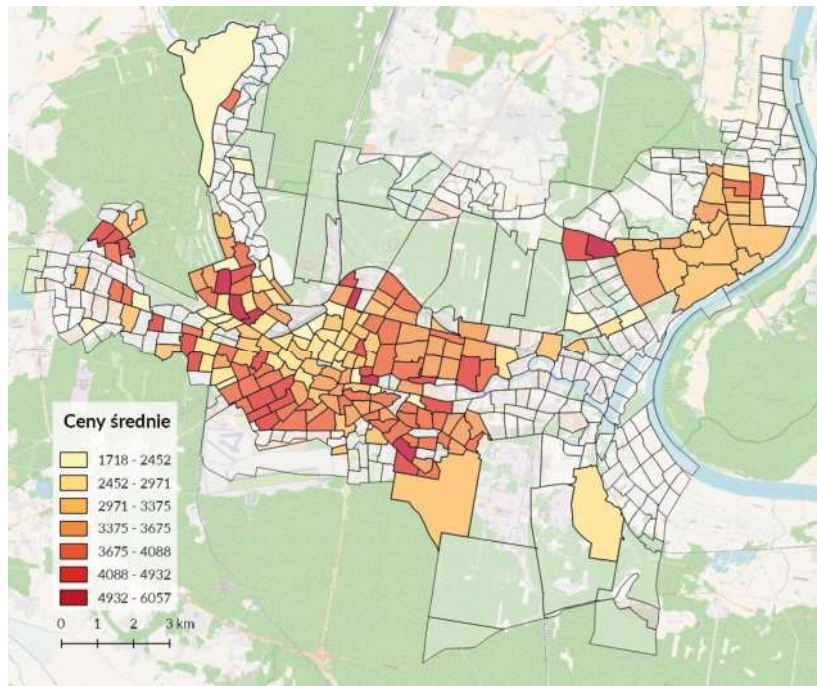 Ceny średnie
1718 - 2452
2452 - 2971
2971 - 3375
3375 - 3675
3675 - 4088
4088 - 4932
4932 - 6057
0 1 2 3 km